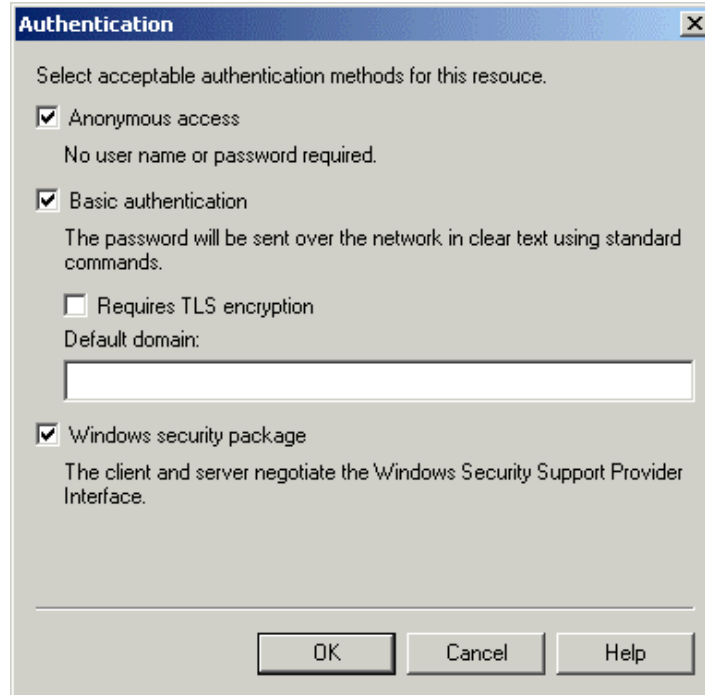 Authentication
Select acceptable authentication methods for this resouce.
Anonymous access
No user name or password required.
Basic authentication
The password will be sent over the network in clear text using standard
commands.
Requires TLS encryption
Default domain:
Windows security package
The client and server negotiate the Windows Security Support Provider
Interface.
OK
Cancel
Help